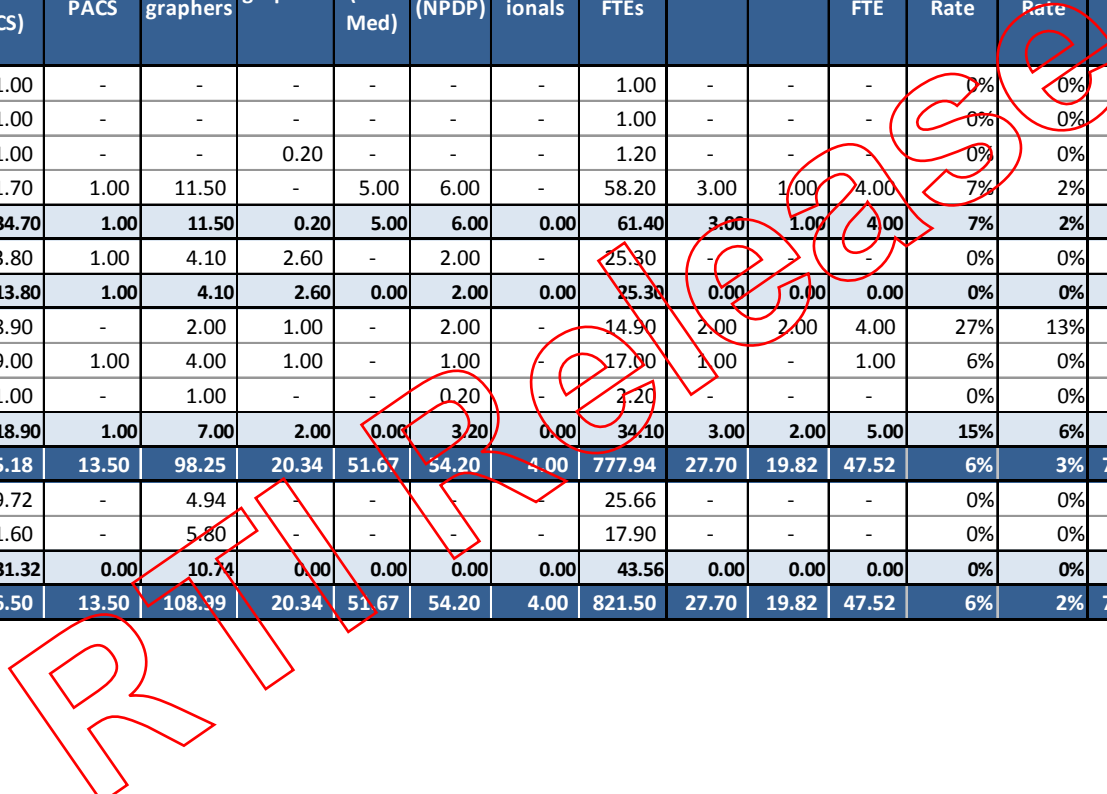 PACS graphers (NPDP) ionals FTEs FTE Rate Rate
CS) Med)
1.00 - - - - - - 1.00 - - - 0% 0%
1.00 - - - - - - 1.00 - - - 0% 0%
1.00 - - 0.20 - - - 1.20 - - - 0% 0%
.70 1.00 11.50 - 5.00 6.00 - 58.20 3.00 1.00 4.00 7% 2%
34.70 1.00 11.50 0.20 5.00 6.00 0.00 61.40 3.00 1.00 4.00 7% 2%
.80 1.00 4.10 2.60 - 2.00 - 25.30 - - - 0% 0%
13.80 1.00 4.10 2.60 0.00 2.00 0.00 25.30 0.00 0.00 0.00 0% 0%
.90 - 2.00 1.00 - 2.00 - 14.90 2.00 2.00 4.00 27% 13%
9.00 1.00 4.00 1.00 - 1.00 - 17.00 1.00 - 1.00 6% 0%
1.00 - 1.00 - - 0.20 - 2.20 - - - 0% 0%
18.90 1.00 7.00 2.00 0.00 3.20 0.00 34.10 3.00 2.00 5.00 15% 6%
5.18 13.50 98.25 20.34 51.67 54.20 4.00 777.94 27.70 19.82 47.52 6% 3% 7
9.72 - 4.94 - - - - 25.66 - - - 0% 0%
1.60 - 5.80 - - - - 17.90 - - - 0% 0%
31.32 0.00 10.74 0.00 0.00 0.00 0.00 43.56 0.00 0.00 0.00 0% 0%
6.50 13.50 108.99 20.34 51.67 54.20 4.00 821.50 27.70 19.82 47.52 6% 2% 7
RTI Release